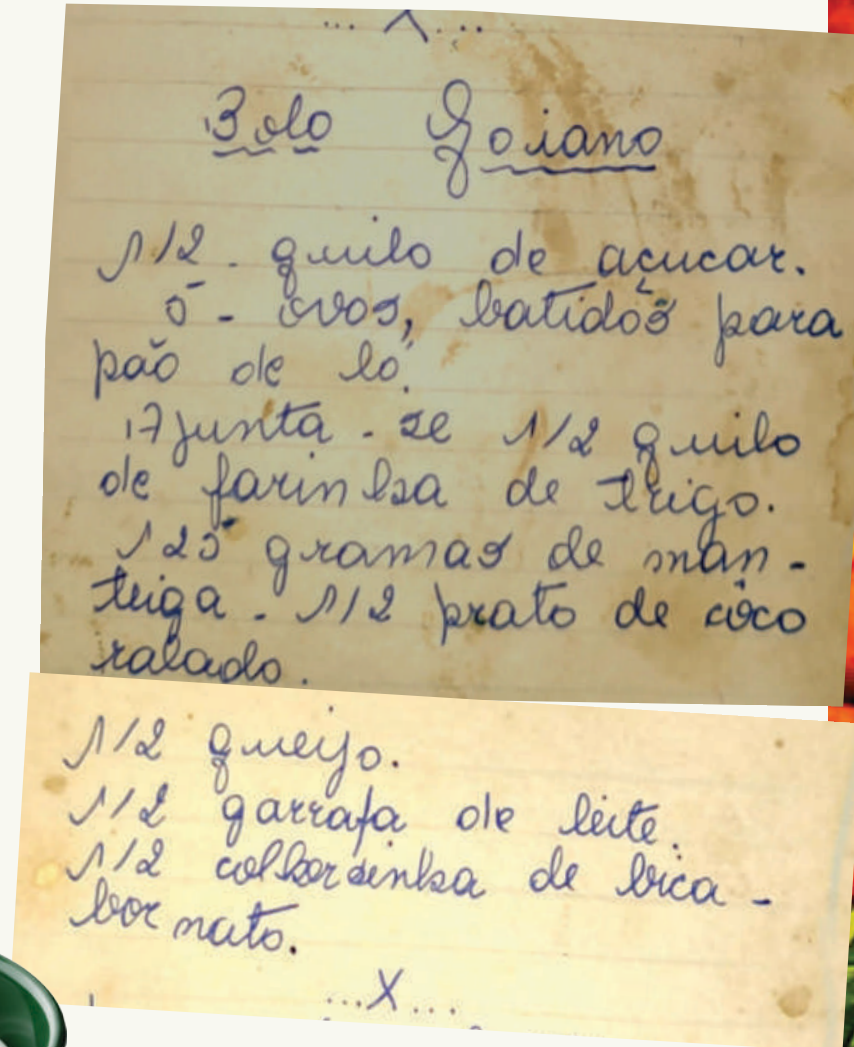 ... X ...
Bolo Goiano
1/2 - quilo de açucar.
5 - ovos, batidos para
pão de ló.
Ajunta - se 1/2 quilo
de farinha de trigo.
125 gramas de man -
teiga - 1/2 prato de côco
ralado.
1/2 queijo.
1/2 garrafa de leite.
1/2 colhersinha de bica -
bornato.
... X ...